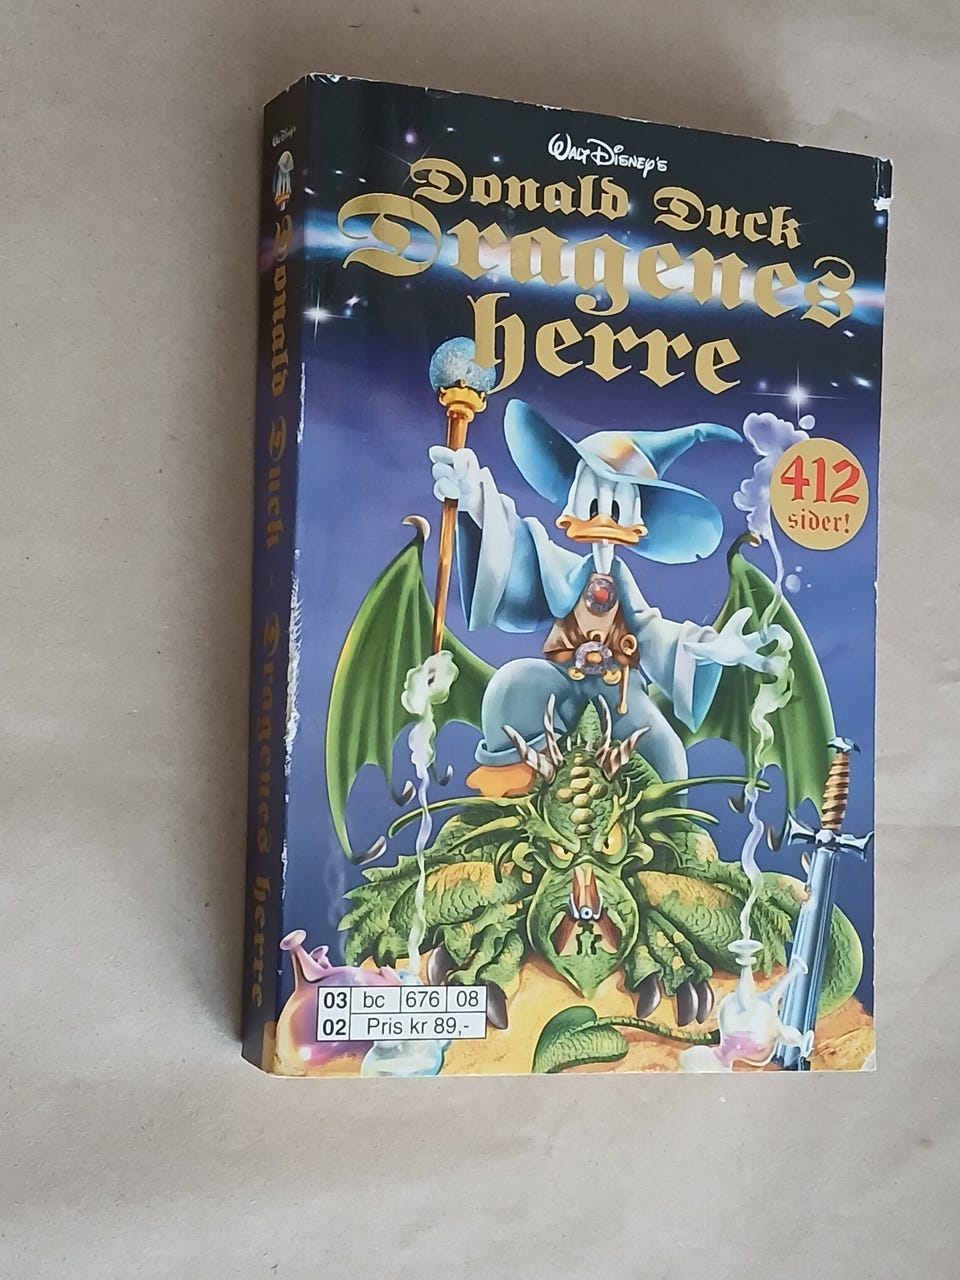 Walt Disney's
Donald Duck
Dragenes
herre
412
sider!
Walt Disney's
Donald Duck - Dragenes herre
03 bc 676 08
02 Pris kr 89,-